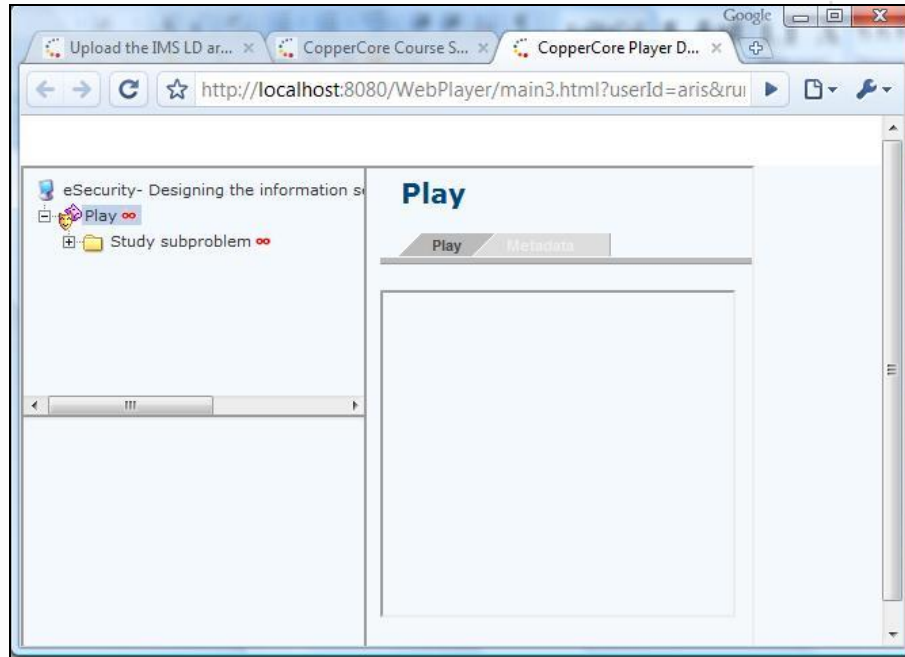 Google
Upload the IMS LD ar...
CopperCore Course S...
CopperCore Player D...
http://localhost:8080/WebPlayer/main3.html?userId=aris&ru
eSecurity- Designing the information se
Play
Study subproblem
Play
Play
Metadata